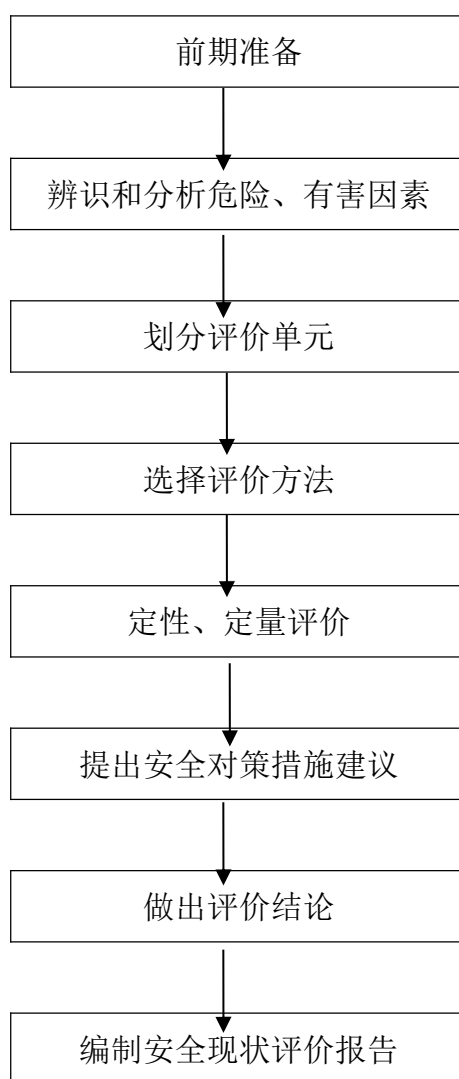 前期准备
辨识和分析危险、有害因素
划分评价单元
选择评价方法
定性、定量评价
提出安全对策措施建议
做出评价结论
编制安全现状评价报告